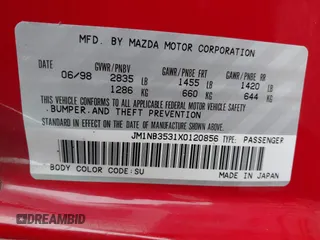 MFD. BY MAZDA MOTOR CORPORATION
GVWR/PNBV GAWR/PNBE FRT GAWR/PNBE RR
06/98 2835 LB 1455 LB 1420 LB
1286 KG 660 KG 644 KG
THIS VEHICLE CONFORMS TO ALL APPLICABLE
FEDERAL MOTOR VEHICLE SAFETY STANDARD
.BUMPER. AND THEFT PREVENTION
STANDARD IN EFFECT ON THE DATE OF
MANUFACTURE SHOWN ABOVE.
JM1NB3531X0120856 TYPE: PASSENGER
BODY COLOR CODE:SU MADE IN JAPAN
DREAMBID